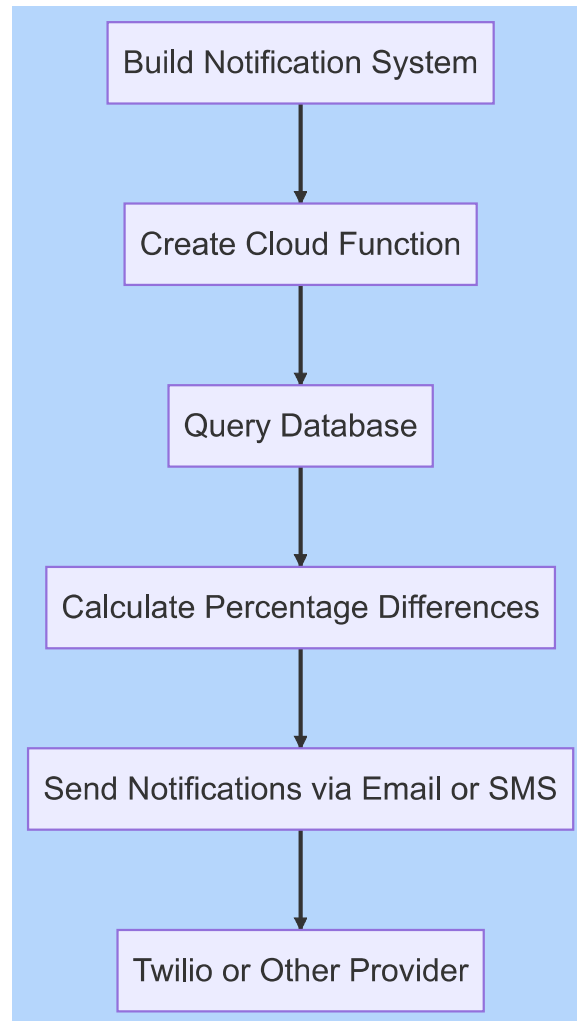 Build Notification System
Create Cloud Function
Query Database
Calculate Percentage Differences
Send Notifications via Email or SMS
Twilio or Other Provider